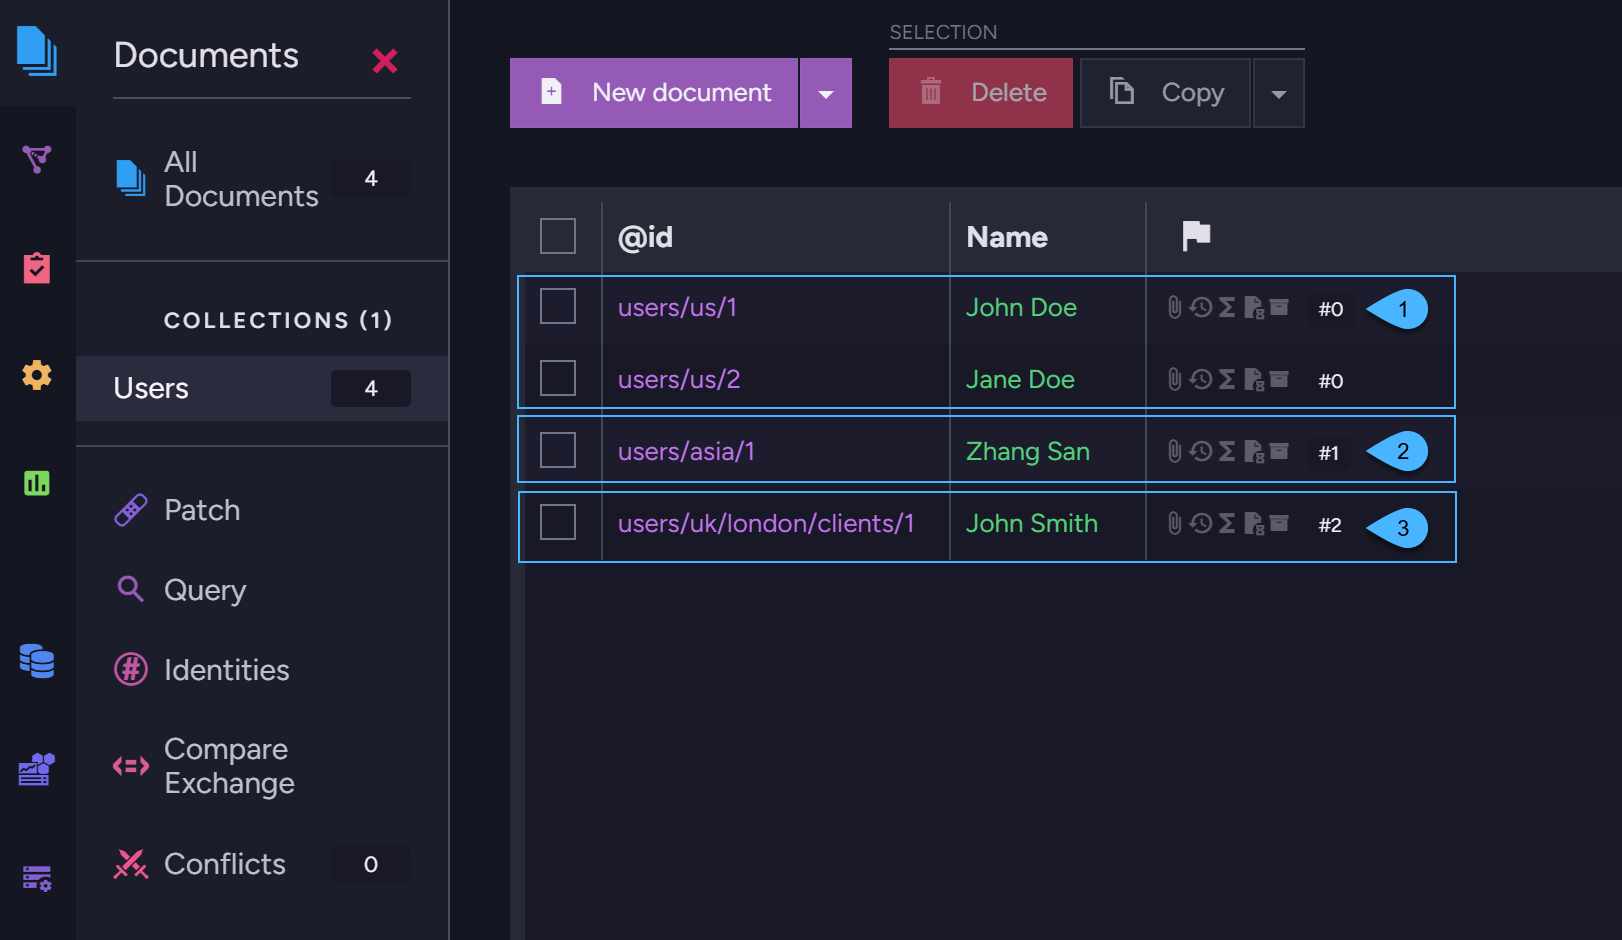 Documents
All
Documents
4
COLLECTIONS (1)
Users
4
Patch
Query
Identities
Compare
Exchange
Conflicts
0
SELECTION
New document
Delete
Copy
@id
Name
users/us/1
John Doe
#0
1
users/us/2
Jane Doe
#0
users/asia/1
Zhang San
#1
2
users/uk/london/clients/1
John Smith
#2
3